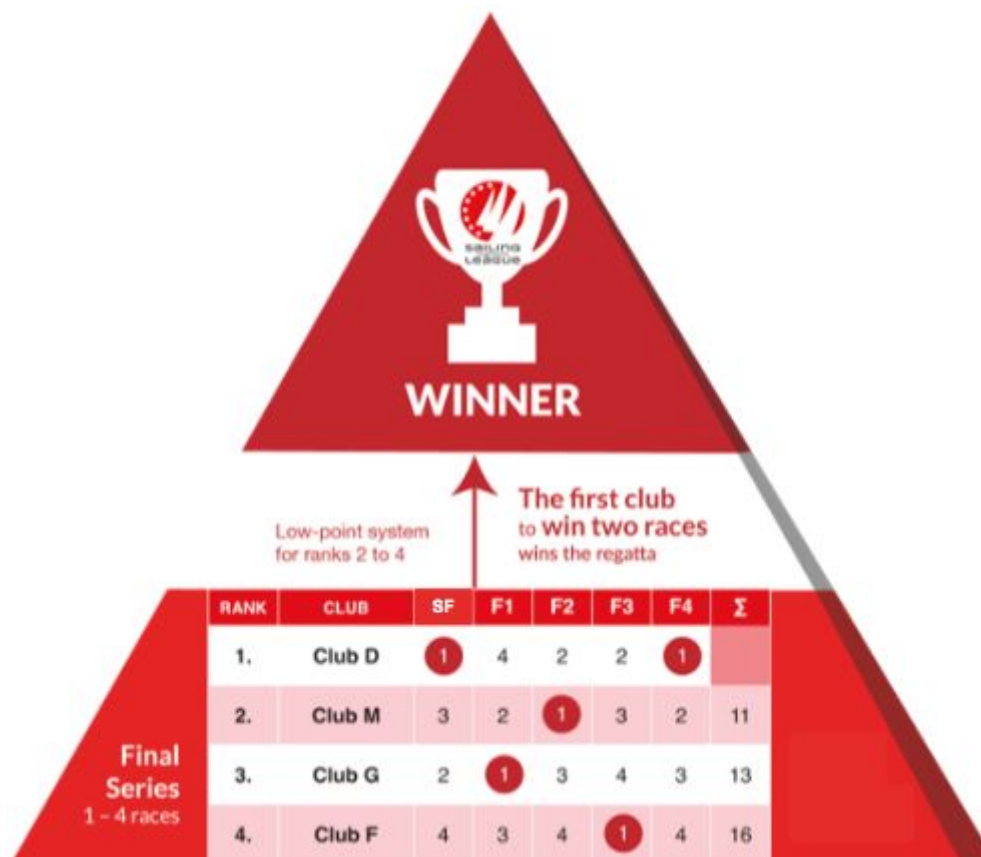 SAILING
LEAGUE
WINNER
Low-point system
for ranks 2 to 4
The first club
to win two races
wins the regatta
RANK CLUB SF F1 F2 F3 F4 Σ
1. Club D 1 4 2 2 1
2. Club M 3 2 1 3 2 11
3. Club G 2 1 3 4 3 13
4. Club F 4 3 4 1 4 16
Final
Series
1 – 4 races